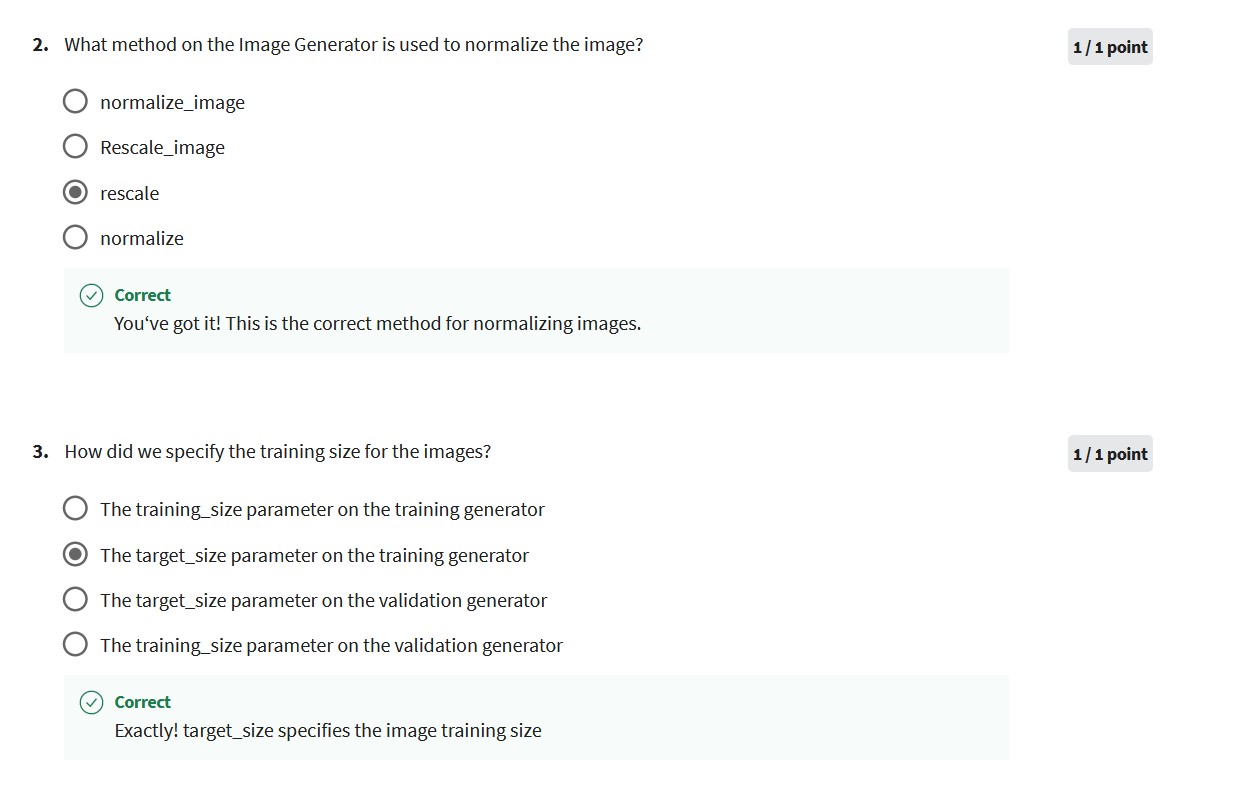 2. What method on the Image Generator is used to normalize the image?
1 / 1 point
normalize_image
Rescale_image
rescale
normalize
Correct
You‘ve got it! This is the correct method for normalizing images.
3. How did we specify the training size for the images?
1 / 1 point
The training_size parameter on the training generator
The target_size parameter on the training generator
The target_size parameter on the validation generator
The training_size parameter on the validation generator
Correct
Exactly! target_size specifies the image training size